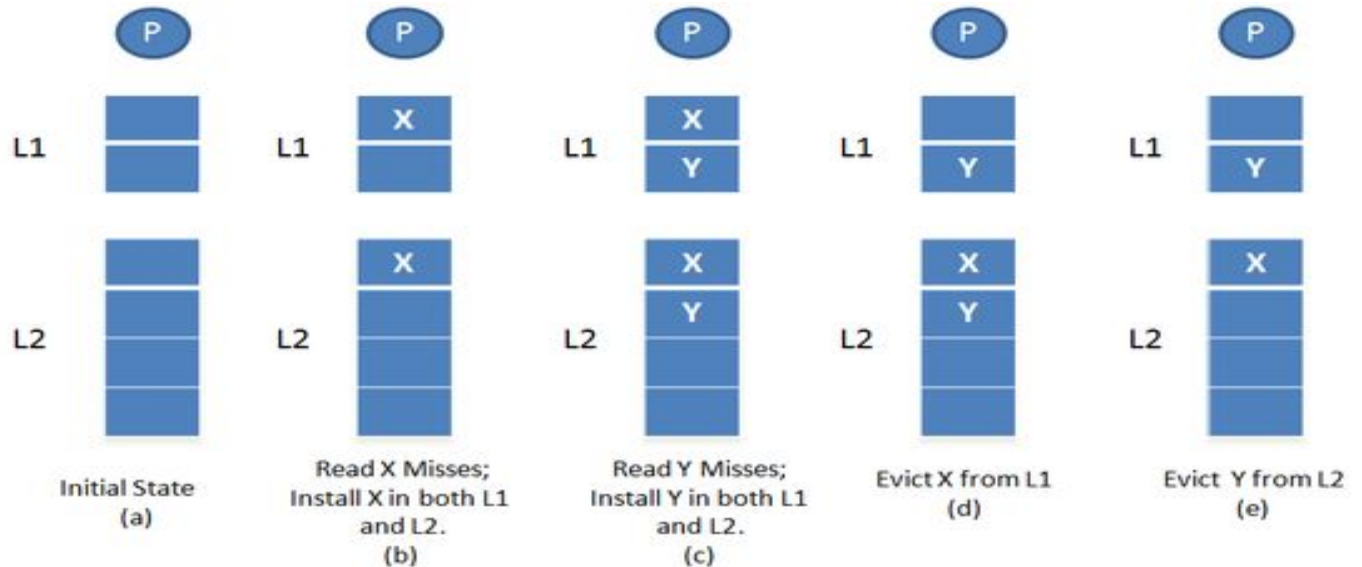 P P P P P
X X
L1 L1 L1 L1 L1
Y Y Y
X X X X
Y Y
L2 L2 L2 L2 L2
Initial State
(a)
Read X Misses;
Install X in both L1
and L2.
(b)
Read Y Misses;
Install Y in both L1
and L2.
(c)
Evict X from L1
(d)
Evict Y from L2
(e)